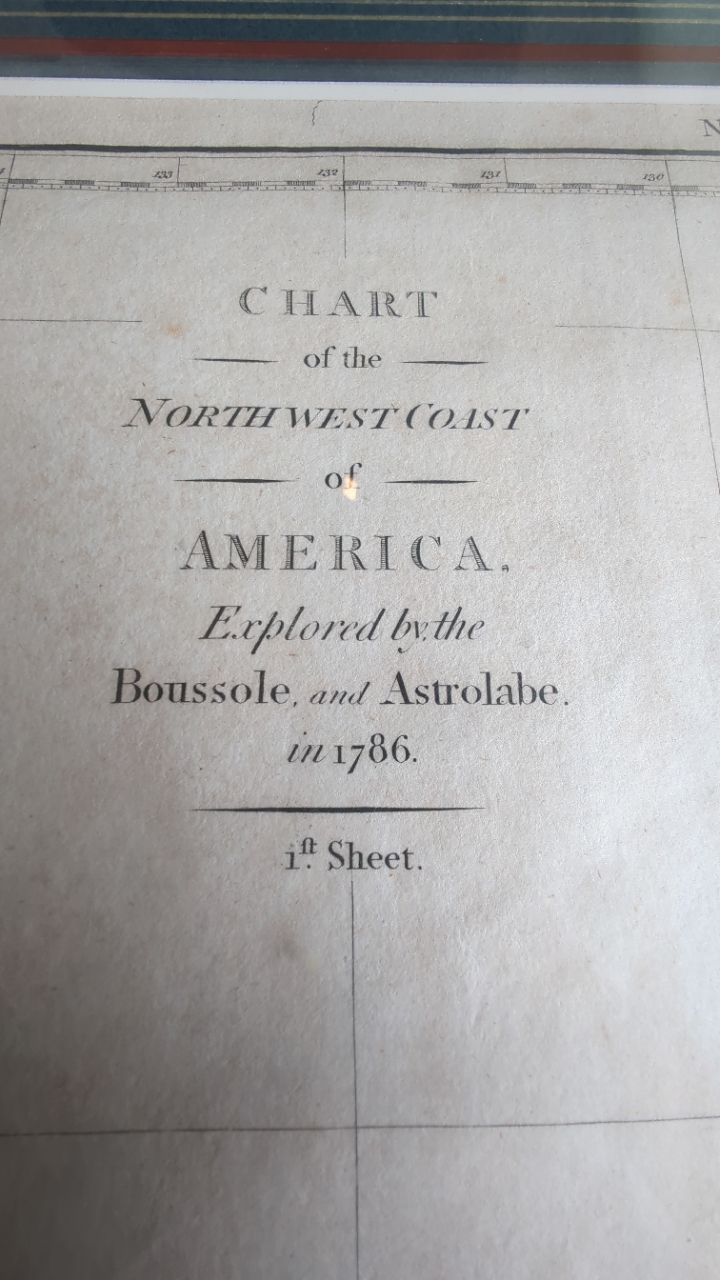 N
133 132 131 130
CHART
of the
NORTH WEST COAST
of
AMERICA.
Explored by the
Boussole, and Astrolabe.
in 1786.
1ſt Sheet.